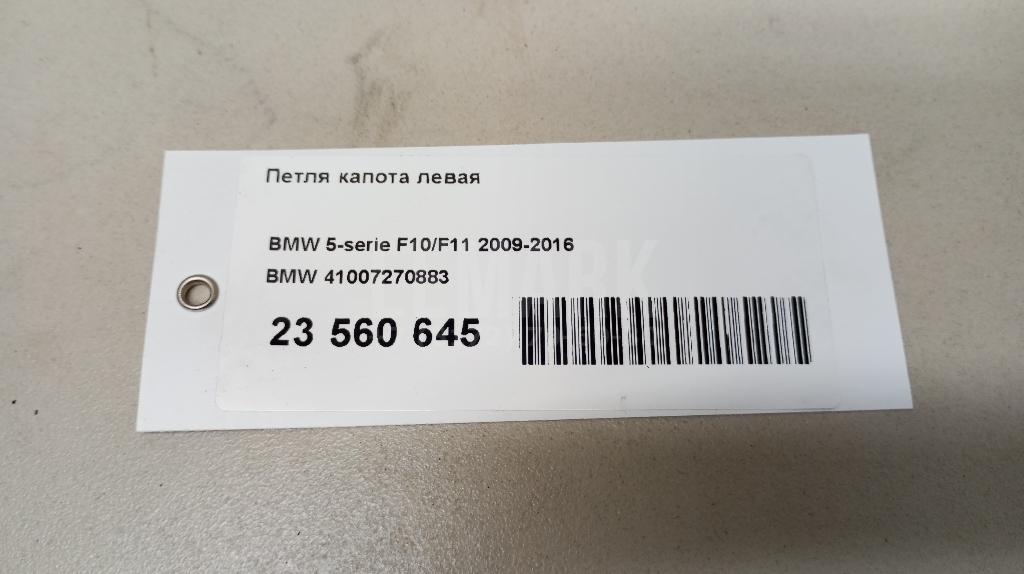 Петля капота левая
BMW 5-serie F10/F11 2009-2016
BMW 41007270883
23 560 645